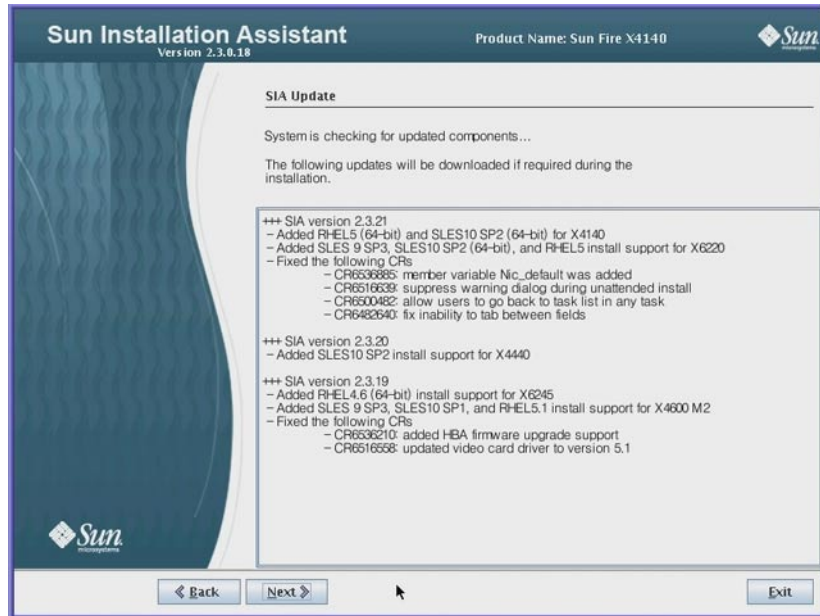 Sun Installation Assistant
Version 2.3.0.18
Product Name: Sun Fire X4140
Sun
microsystems
SIA Update
System is checking for updated components...
The following updates will be downloaded if required during the
installation.
+++ SIA version 2.3.21
- Added RHEL5 (64-bit) and SLES10 SP2 (64-bit) for X4140
- Added SLES 9 SP3, SLES10 SP2 (64-bit), and RHEL5 install support for X6220
- Fixed the following CRs
- CR6536885: member variable Nic_default was added
- CR6516639: suppress warning dialog during unattended install
- CR6500482: allow users to go back to task list in any task
- CR6482640: fix inability to tab between fields
+++ SIA version 2.3.20
- Added SLES10 SP2 install support for X4440
+++ SIA version 2.3.19
- Added RHEL4.6 (64-bit) install support for X6245
- Added SLES 9 SP3, SLES10 SP1, and RHEL5.1 install support for X4600 M2
- Fixed the following CRs
- CR6536210: added HBA firmware upgrade support
- CR6516558: updated video card driver to version 5.1
Sun
microsystems
Back
Next
Exit